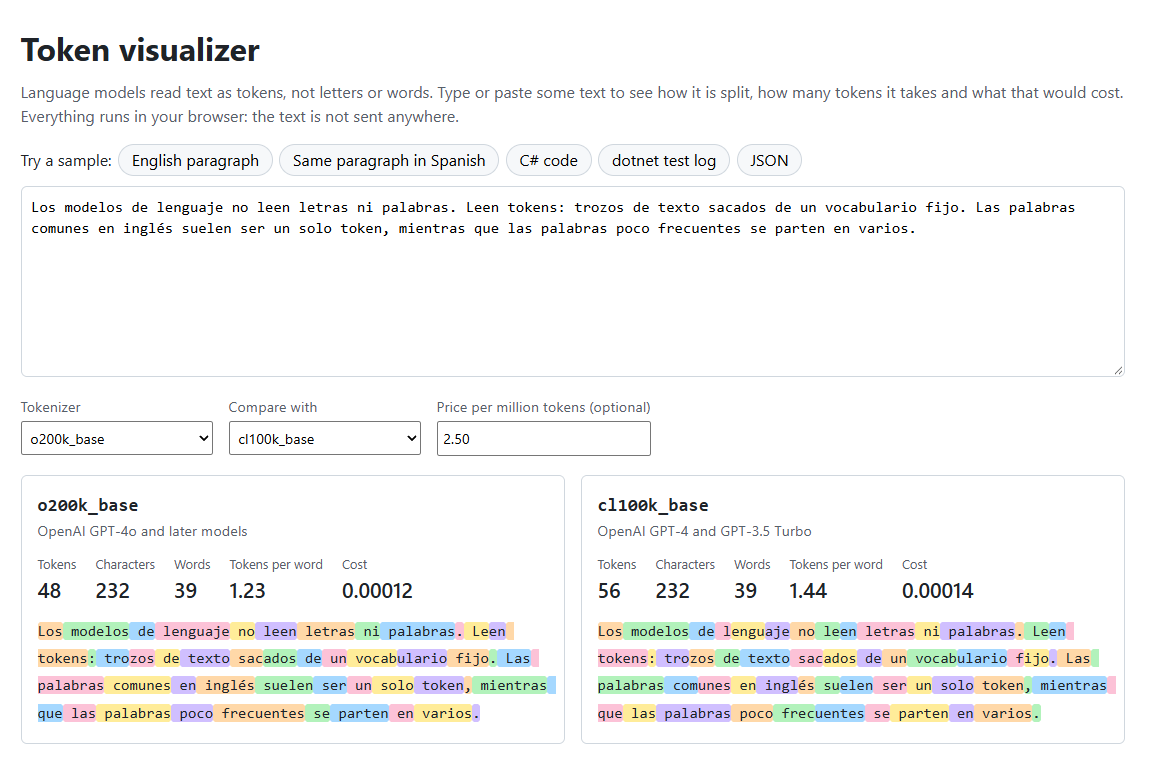 Token visualizer
Language models read text as tokens, not letters or words. Type or paste some text to see how it is split, how many tokens it takes and what that would cost.
Everything runs in your browser: the text is not sent anywhere.
Try a sample: English paragraph Same paragraph in Spanish C# code dotnet test log JSON
Los modelos de lenguaje no leen letras ni palabras. Leen tokens: trozos de texto sacados de un vocabulario fijo. Las palabras
comunes en inglés suelen ser un solo token, mientras que las palabras poco frecuentes se parten en varios.
Tokenizer Compare with Price per million tokens (optional)
o200k_base cl100k_base 2.50
o200k_base
OpenAI GPT-4o and later models
Tokens Characters Words Tokens per word Cost
48 232 39 1.23 0.00012
Los modelos de lenguaje no leen letras ni palabras. Leen
tokens: trozos de texto sacados de un vocabulario fijo. Las
palabras comunes en inglés suelen ser un solo token, mientras
que las palabras poco frecuentes se parten en varios.
cl100k_base
OpenAI GPT-4 and GPT-3.5 Turbo
Tokens Characters Words Tokens per word Cost
56 232 39 1.44 0.00014
Los modelos de lenguaje no leen letras ni palabras. Leen
tokens: trozos de texto sacados de un vocabulario fijo. Las
palabras comunes en inglés suelen ser un solo token, mientras
que las palabras poco frecuentes se parten en varios.